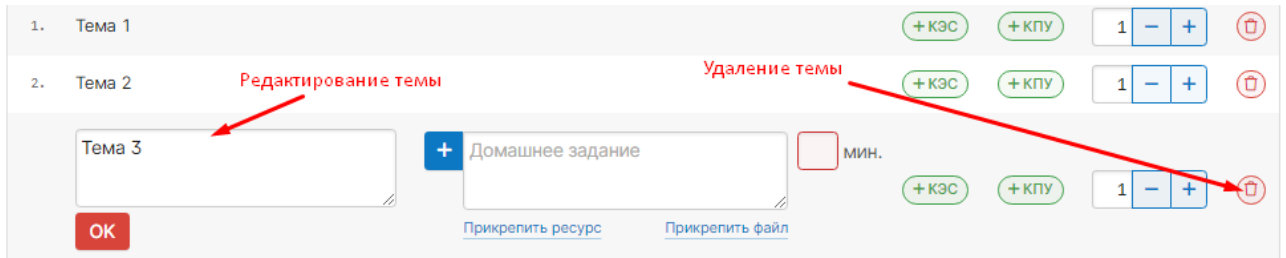 1. Тема 1 +КЭС +КПУ 1 − +
Удаление темы
2. Тема 2 Редактирование темы +КЭС +КПУ 1 − +
Тема 3 + Домашнее задание мин.
+КЭС +КПУ 1 − +
ОК Прикрепить ресурс Прикрепить файл